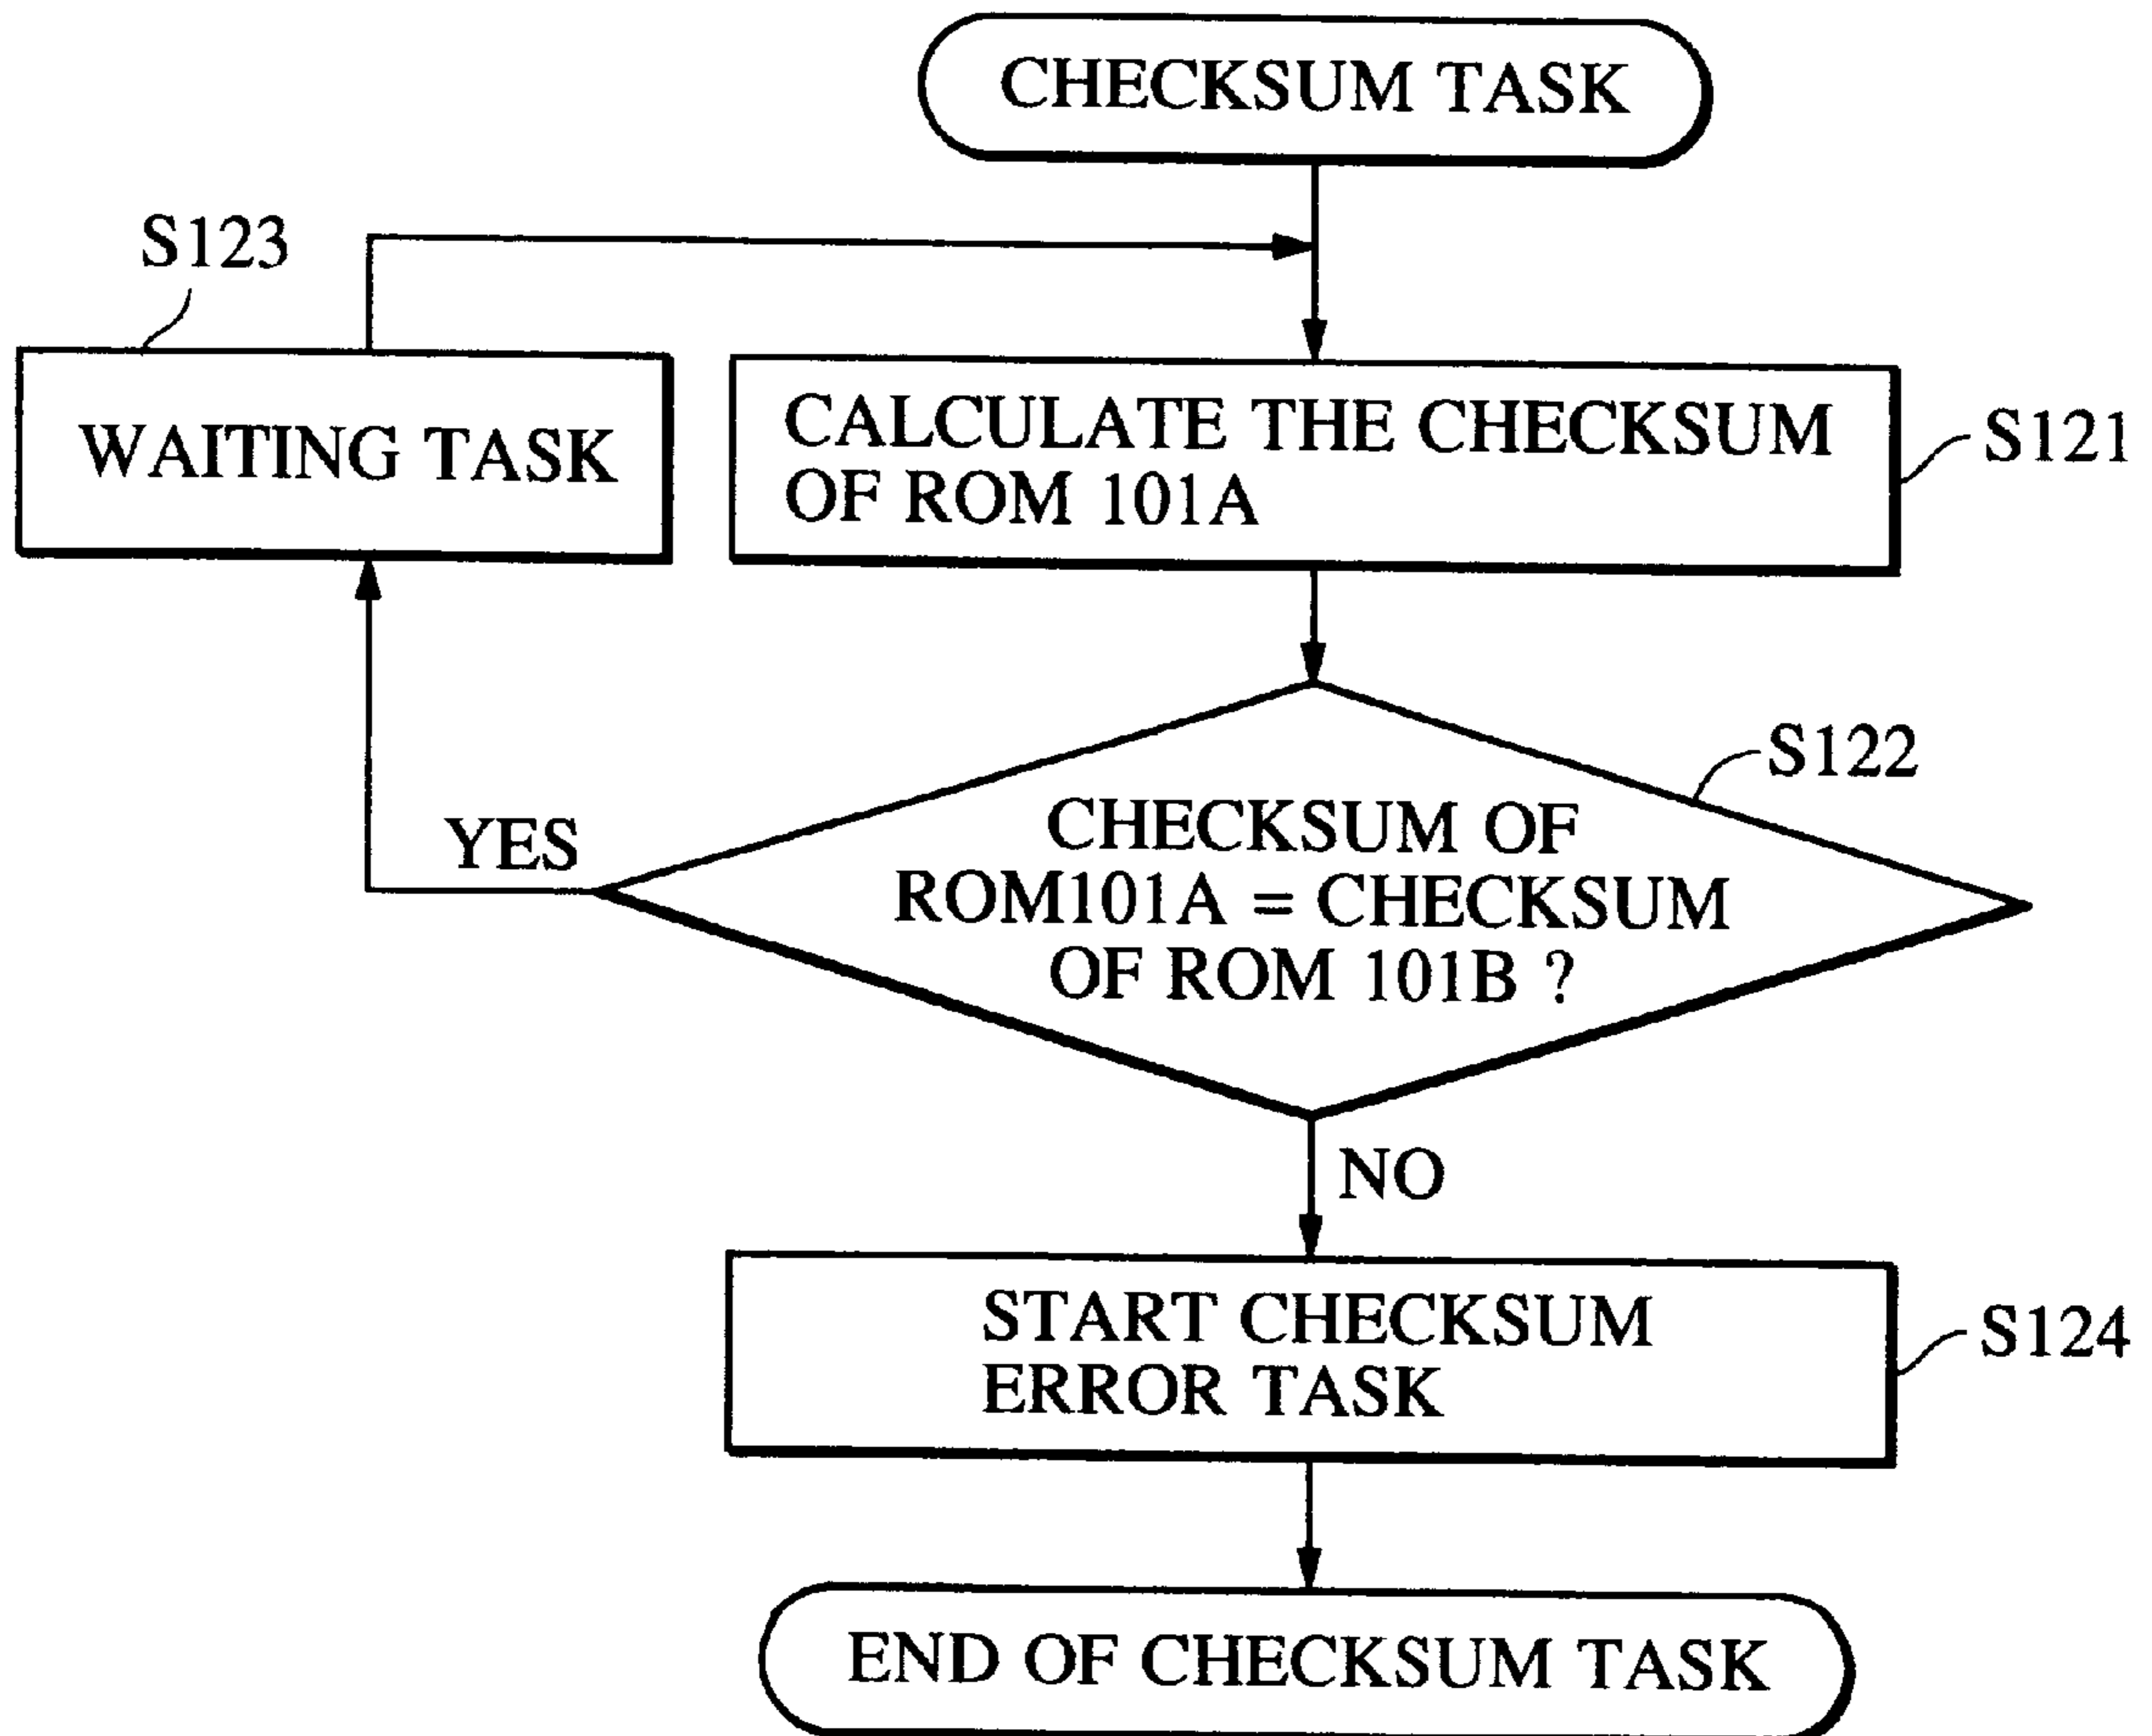 CHECKSUM TASK
S123
WAITING TASK
CALCULATE THE CHECKSUM
OF ROM 101A
S121
S122
CHECKSUM OF
ROM101A = CHECKSUM
OF ROM 101B ?
YES
NO
START CHECKSUM
ERROR TASK
S124
END OF CHECKSUM TASK